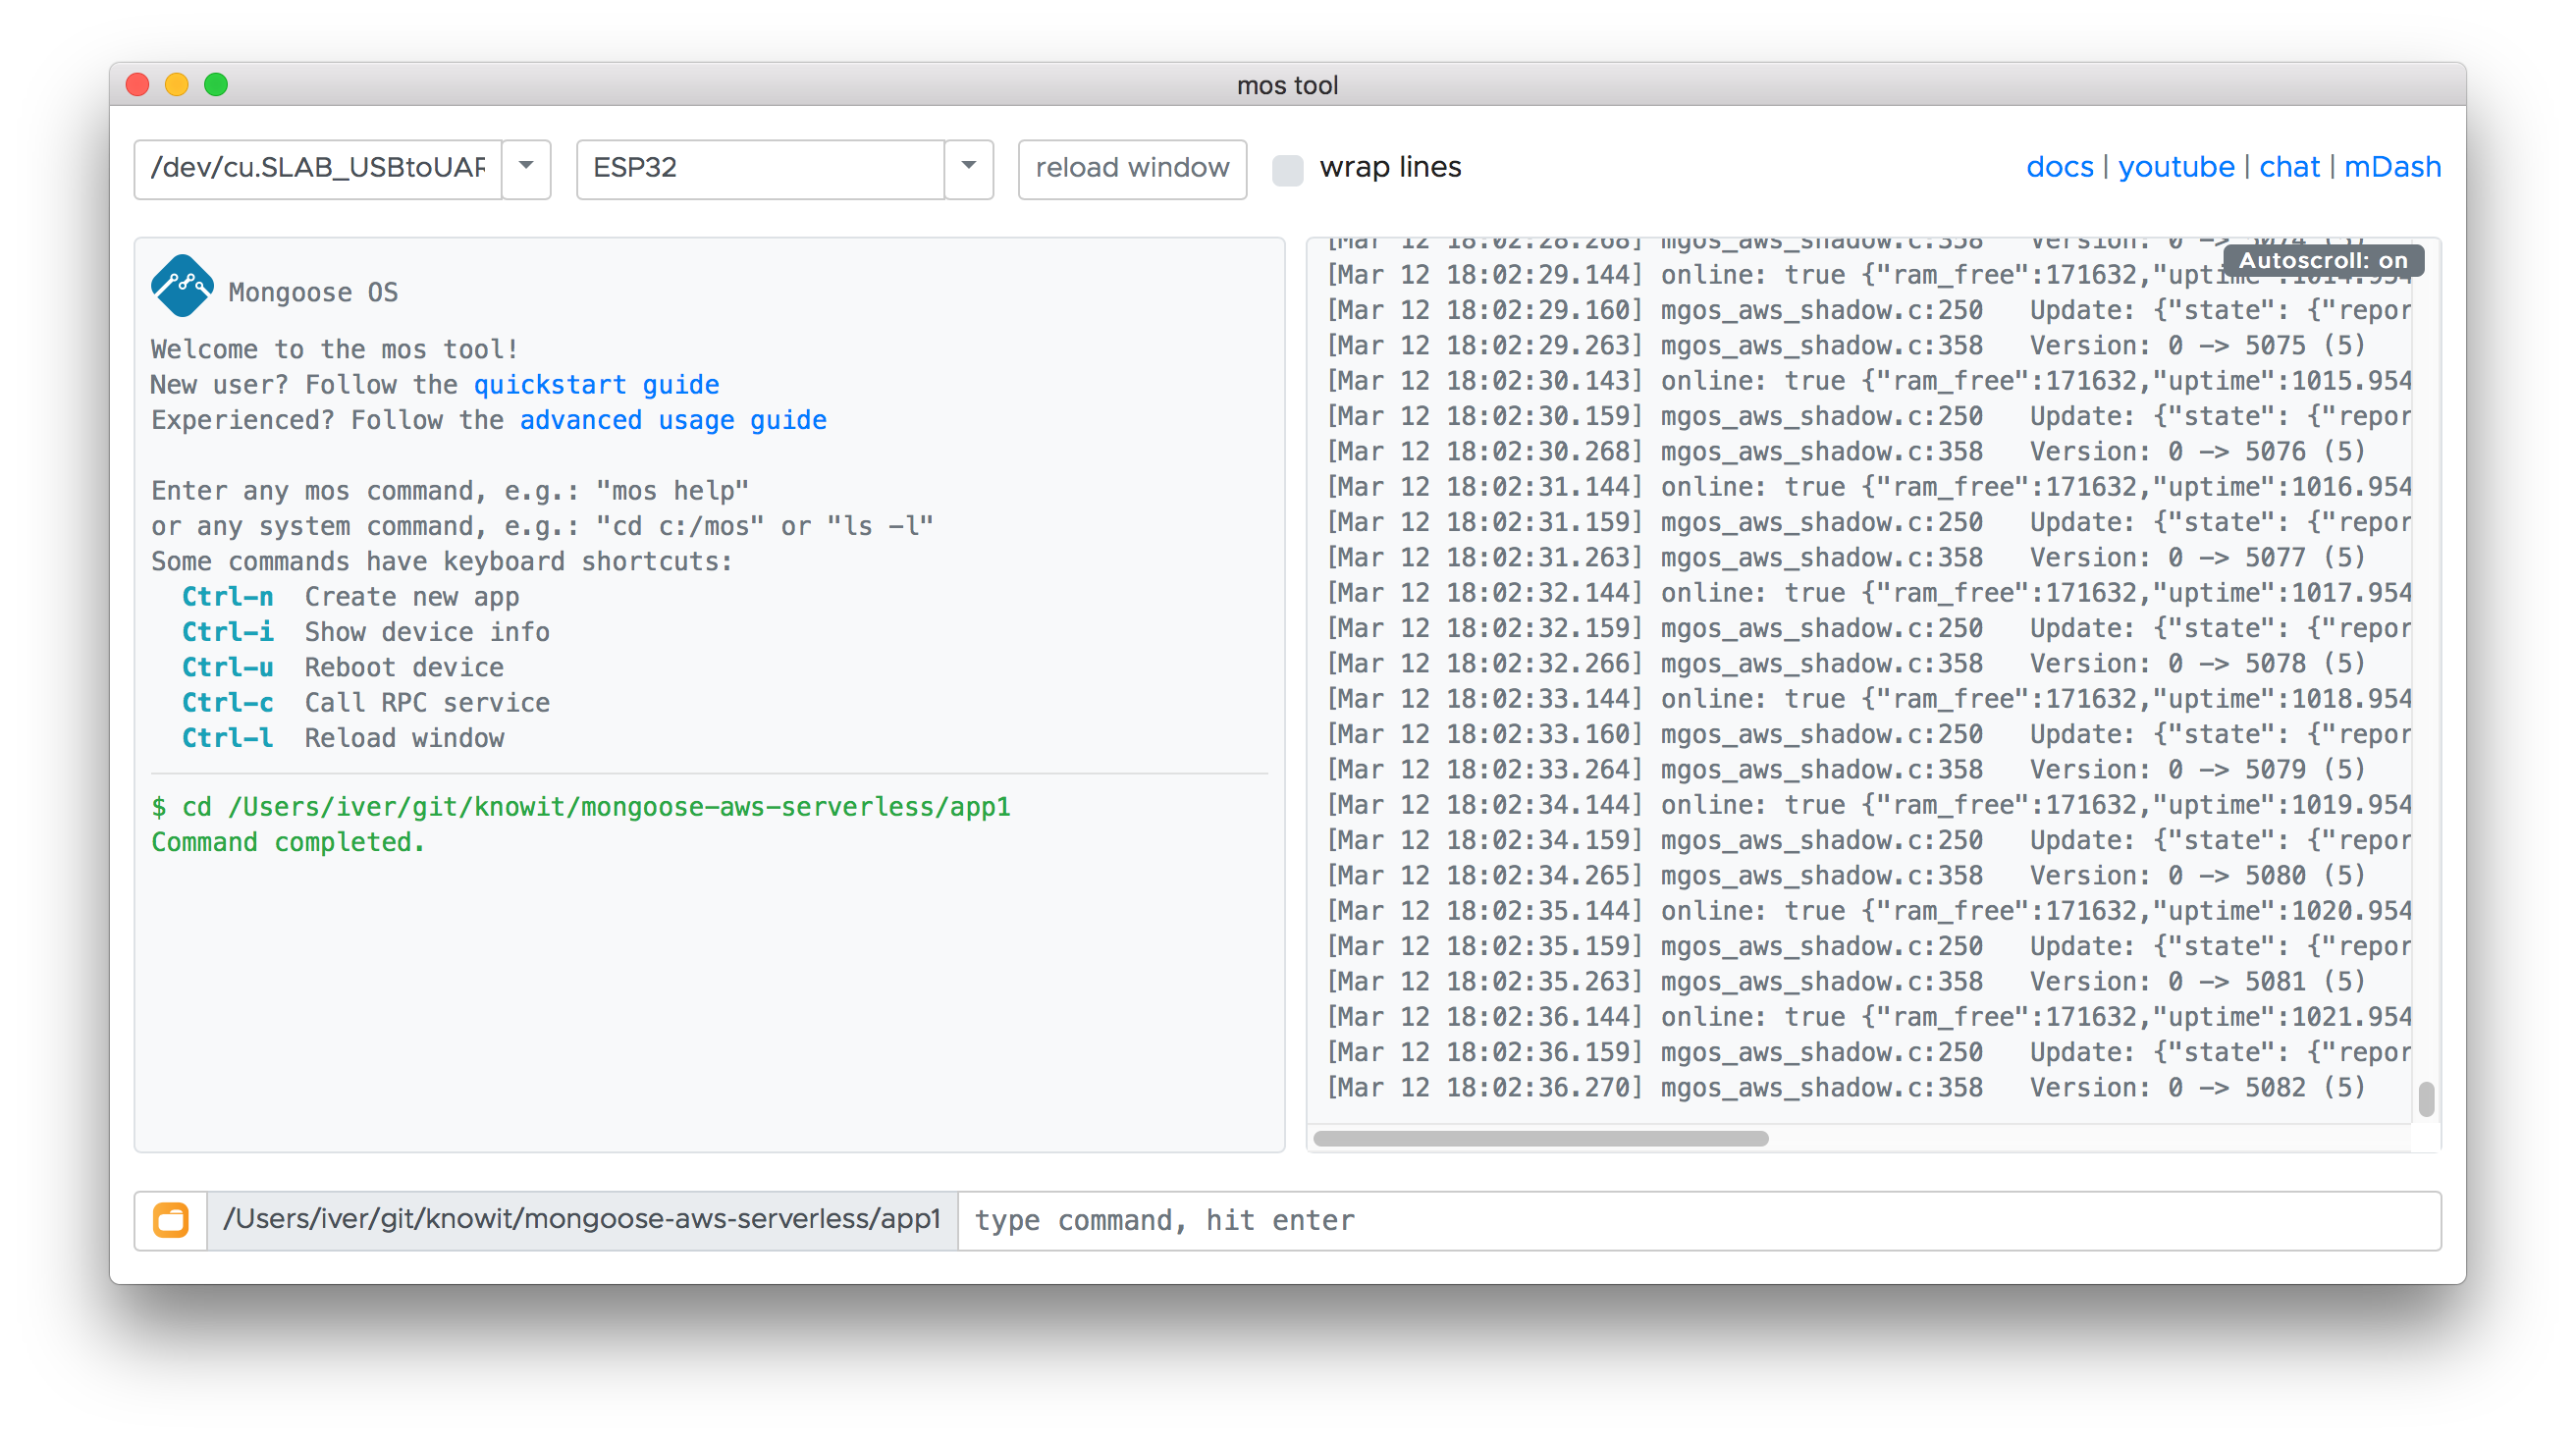 mos tool
/dev/cu.SLAB_USBtoUAR
ESP32
reload window
wrap lines
docs | youtube | chat | mDash
Mongoose OS
Welcome to the mos tool!
New user? Follow the quickstart guide
Experienced? Follow the advanced usage guide
Enter any mos command, e.g.: "mos help"
or any system command, e.g.: "cd c:/mos" or "ls -l"
Some commands have keyboard shortcuts:
Ctrl-n Create new app
Ctrl-i Show device info
Ctrl-u Reboot device
Ctrl-c Call RPC service
Ctrl-l Reload window
$ cd /Users/iver/git/knowit/mongoose-aws-serverless/app1
Command completed.
[Mar 12 18:02:28.268] mgos_aws_shadow.c:358 Version: 0 -> 5074 (5)
Autoscroll: on
[Mar 12 18:02:29.144] online: true {"ram_free":171632,"uptime":1014.954
[Mar 12 18:02:29.160] mgos_aws_shadow.c:250 Update: {"state": {"repor
[Mar 12 18:02:29.263] mgos_aws_shadow.c:358 Version: 0 -> 5075 (5)
[Mar 12 18:02:30.143] online: true {"ram_free":171632,"uptime":1015.954
[Mar 12 18:02:30.159] mgos_aws_shadow.c:250 Update: {"state": {"repor
[Mar 12 18:02:30.268] mgos_aws_shadow.c:358 Version: 0 -> 5076 (5)
[Mar 12 18:02:31.144] online: true {"ram_free":171632,"uptime":1016.954
[Mar 12 18:02:31.159] mgos_aws_shadow.c:250 Update: {"state": {"repor
[Mar 12 18:02:31.263] mgos_aws_shadow.c:358 Version: 0 -> 5077 (5)
[Mar 12 18:02:32.144] online: true {"ram_free":171632,"uptime":1017.954
[Mar 12 18:02:32.159] mgos_aws_shadow.c:250 Update: {"state": {"repor
[Mar 12 18:02:32.266] mgos_aws_shadow.c:358 Version: 0 -> 5078 (5)
[Mar 12 18:02:33.144] online: true {"ram_free":171632,"uptime":1018.954
[Mar 12 18:02:33.160] mgos_aws_shadow.c:250 Update: {"state": {"repor
[Mar 12 18:02:33.264] mgos_aws_shadow.c:358 Version: 0 -> 5079 (5)
[Mar 12 18:02:34.144] online: true {"ram_free":171632,"uptime":1019.954
[Mar 12 18:02:34.159] mgos_aws_shadow.c:250 Update: {"state": {"repor
[Mar 12 18:02:34.265] mgos_aws_shadow.c:358 Version: 0 -> 5080 (5)
[Mar 12 18:02:35.144] online: true {"ram_free":171632,"uptime":1020.954
[Mar 12 18:02:35.159] mgos_aws_shadow.c:250 Update: {"state": {"repor
[Mar 12 18:02:35.263] mgos_aws_shadow.c:358 Version: 0 -> 5081 (5)
[Mar 12 18:02:36.144] online: true {"ram_free":171632,"uptime":1021.954
[Mar 12 18:02:36.159] mgos_aws_shadow.c:250 Update: {"state": {"repor
[Mar 12 18:02:36.270] mgos_aws_shadow.c:358 Version: 0 -> 5082 (5)
/Users/iver/git/knowit/mongoose-aws-serverless/app1
type command, hit enter